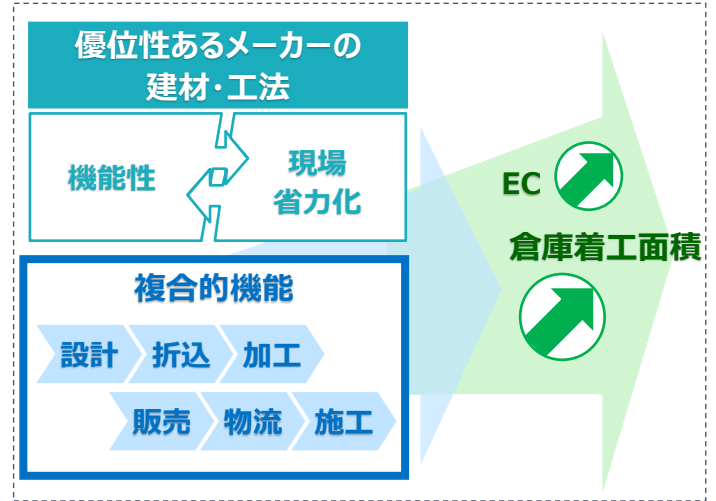 優位性あるメーカーの
建材・工法
機能性
現場
省力化
複合的機能
設計
折込
加工
販売
物流
施工
EC
倉庫着工面積